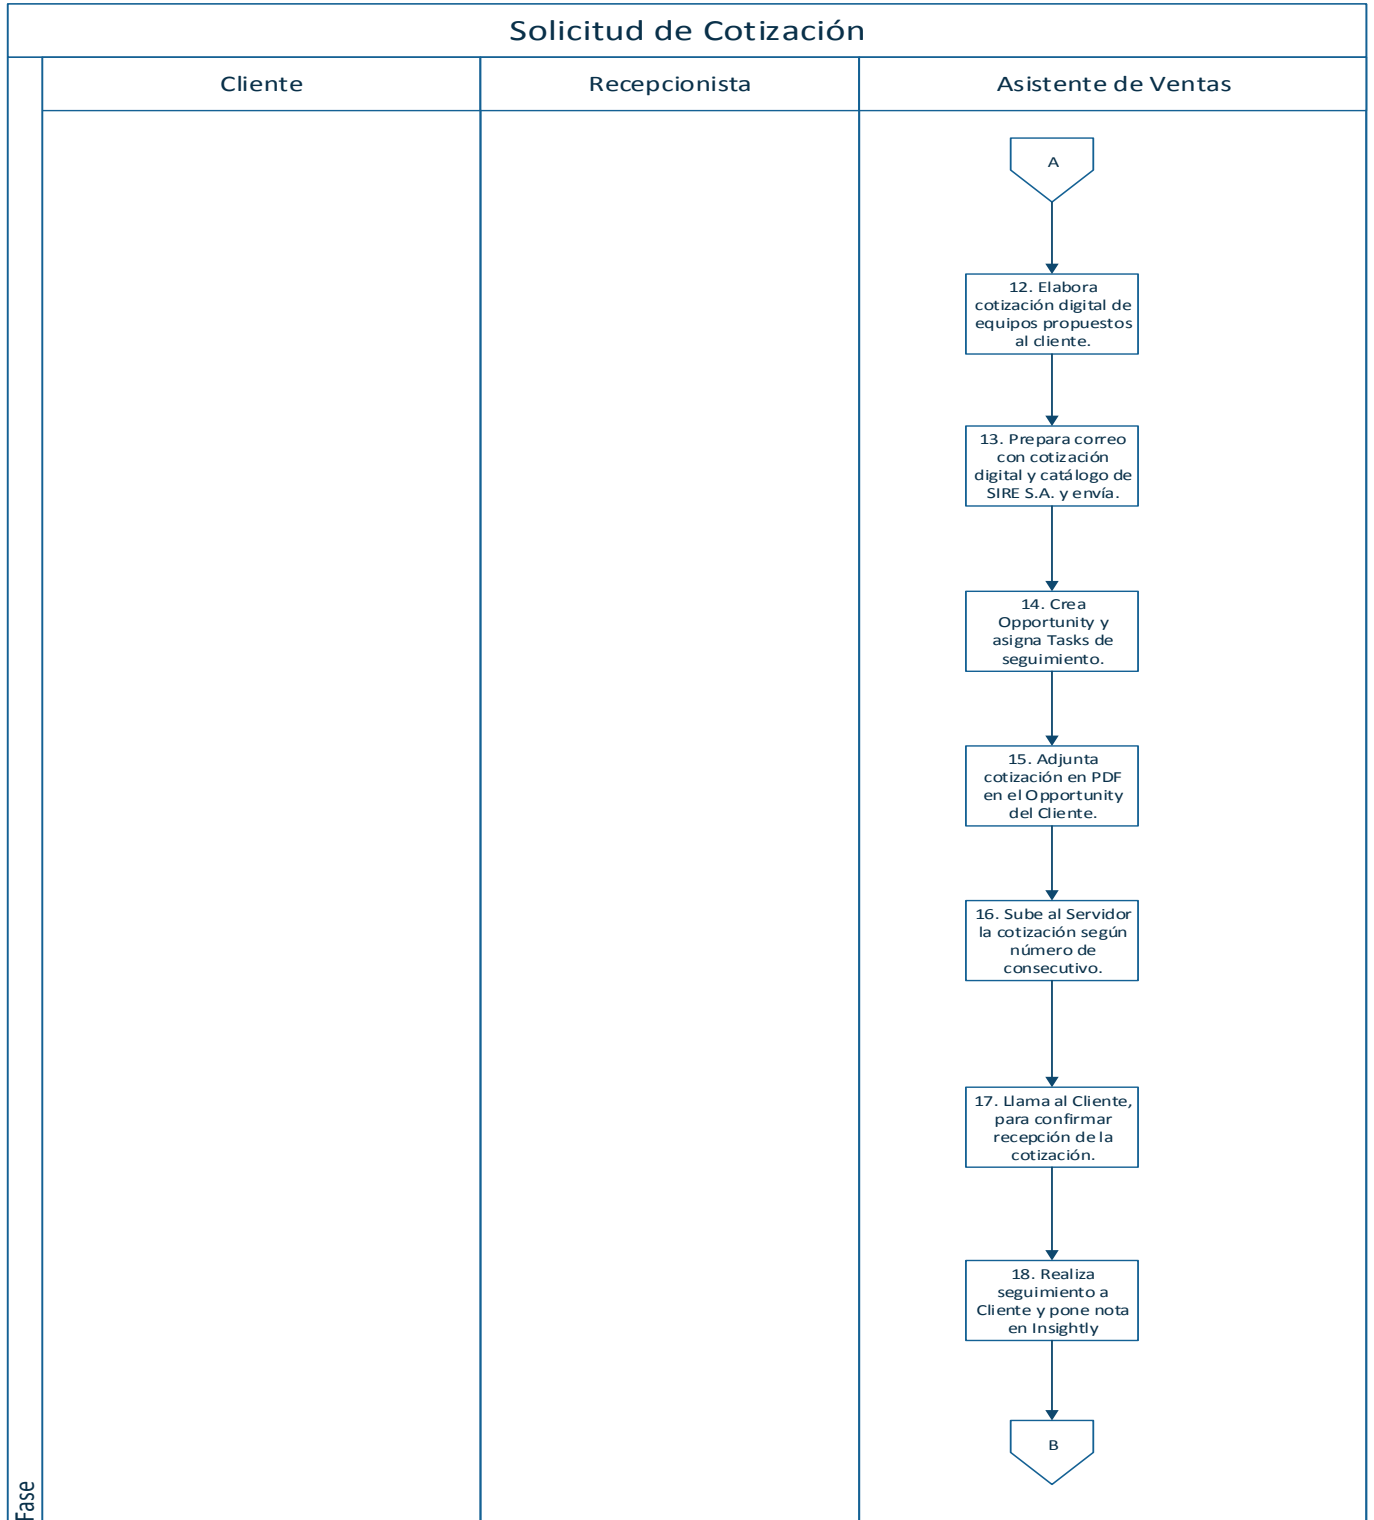 Solicitud de Cotización
Cliente
Recepcionista
Asistente de Ventas
A
12. Elabora
cotización digital de
equipos propuestos
al cliente.
13. Prepara correo
con cotización
digital y catálogo de
SIRE S.A. y envía.
14. Crea
Opportunity y
asigna Tasks de
seguimiento.
15. Adjunta
cotización en PDF
en el Opportunity
del Cliente.
16. Sube al Servidor
la cotización según
número de
consecutivo.
17. Llama al Cliente,
para confirmar
recepción de la
cotización.
18. Realiza
seguimiento a
Cliente y pone nota
en Insightly
B
Fase